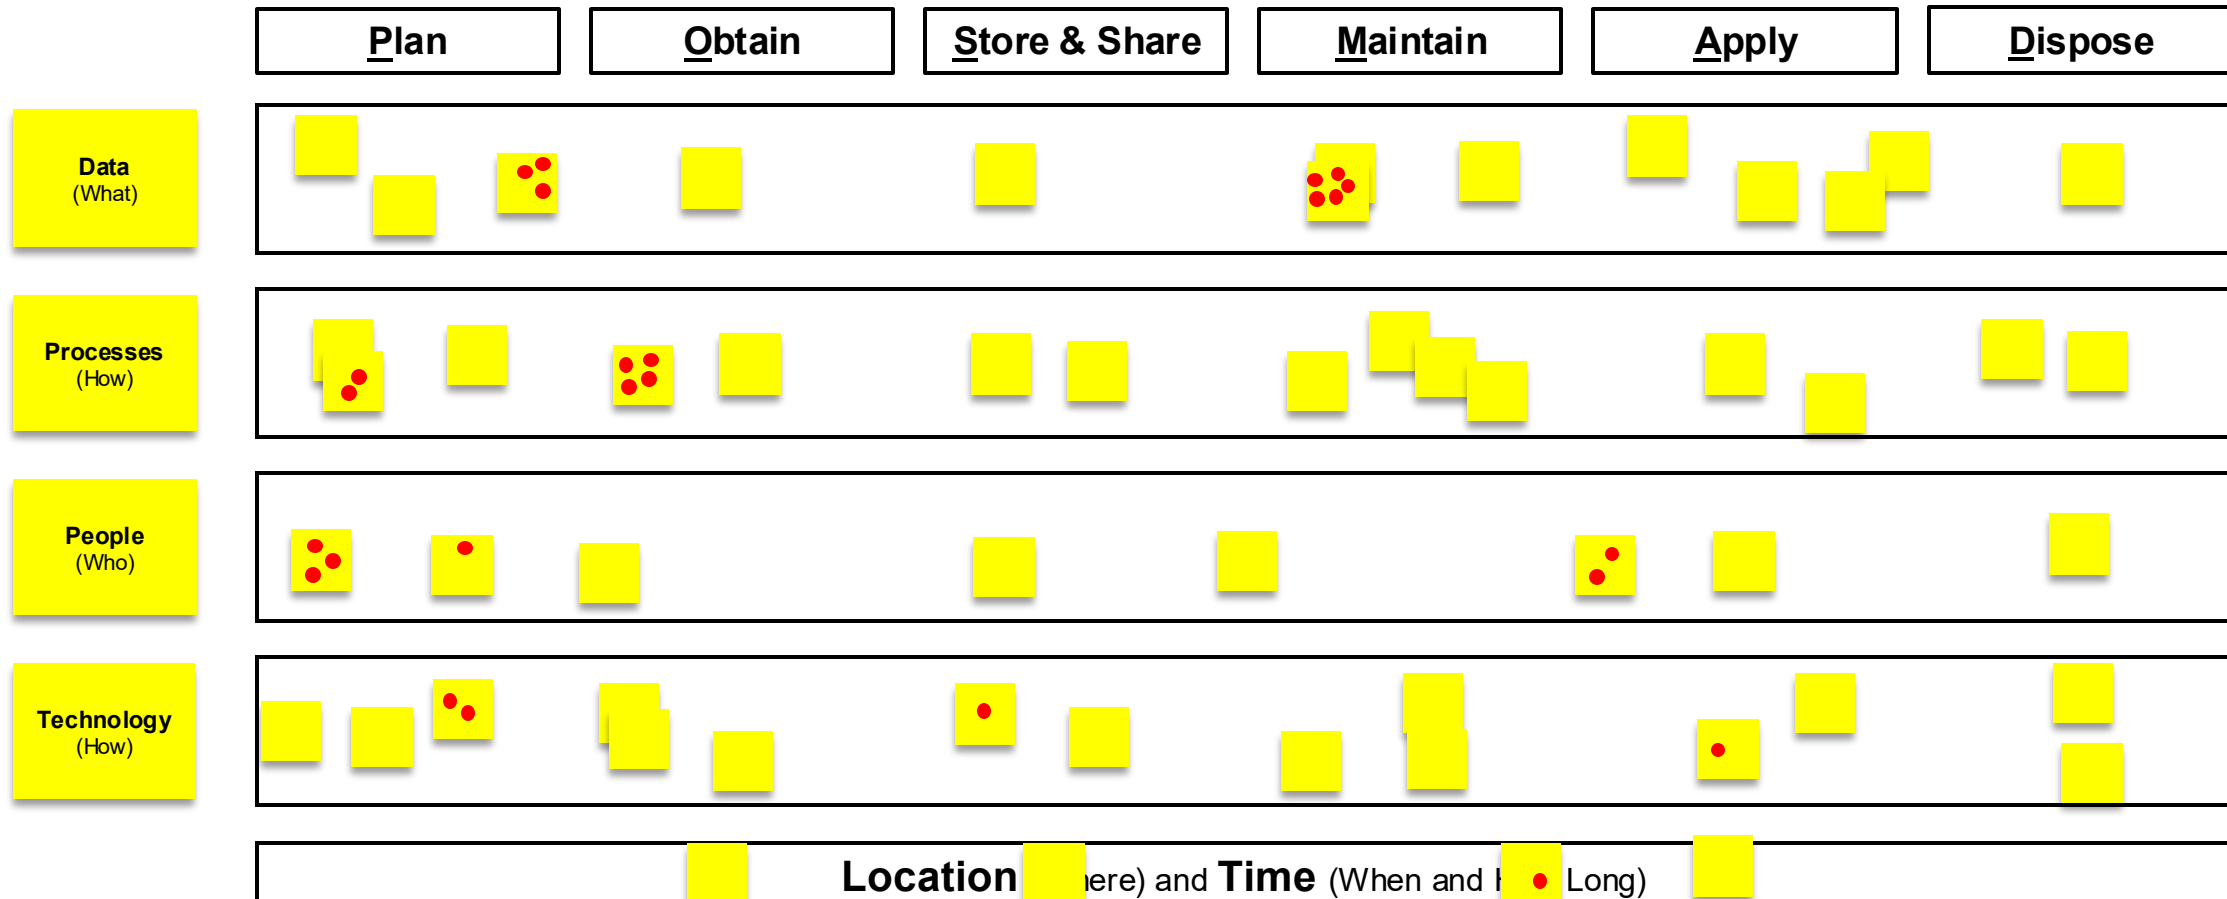 Plan
Obtain
Store & Share
Maintain
Apply
Dispose
Data
(What)
Processes
(How)
People
(Who)
Technology
(How)
Location ere) and Time (When and Long)